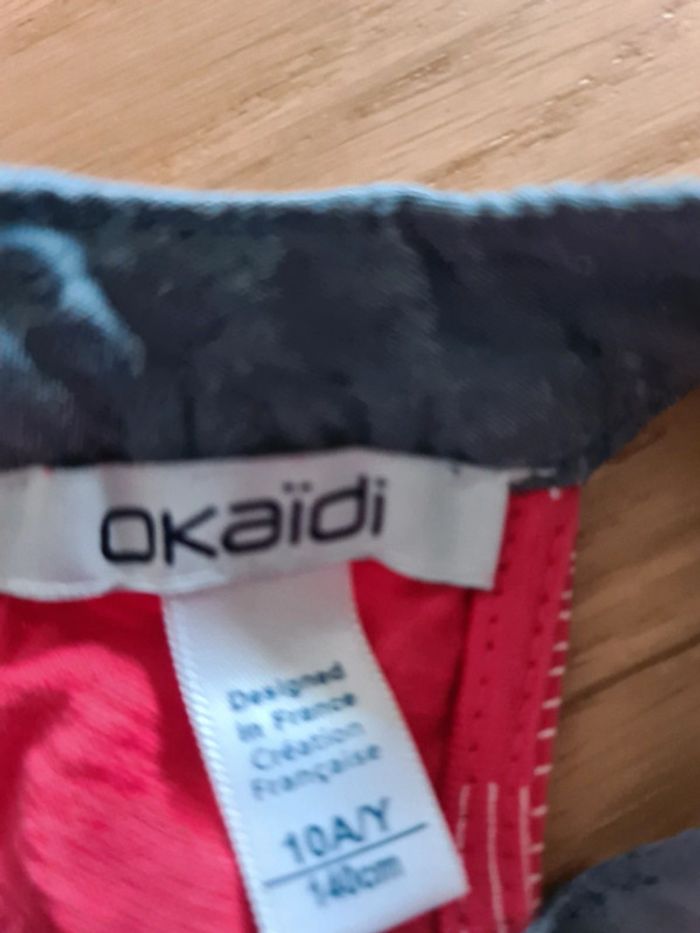 OKaïdi
Designed
in France
Création
Française
10A/Y
140cm